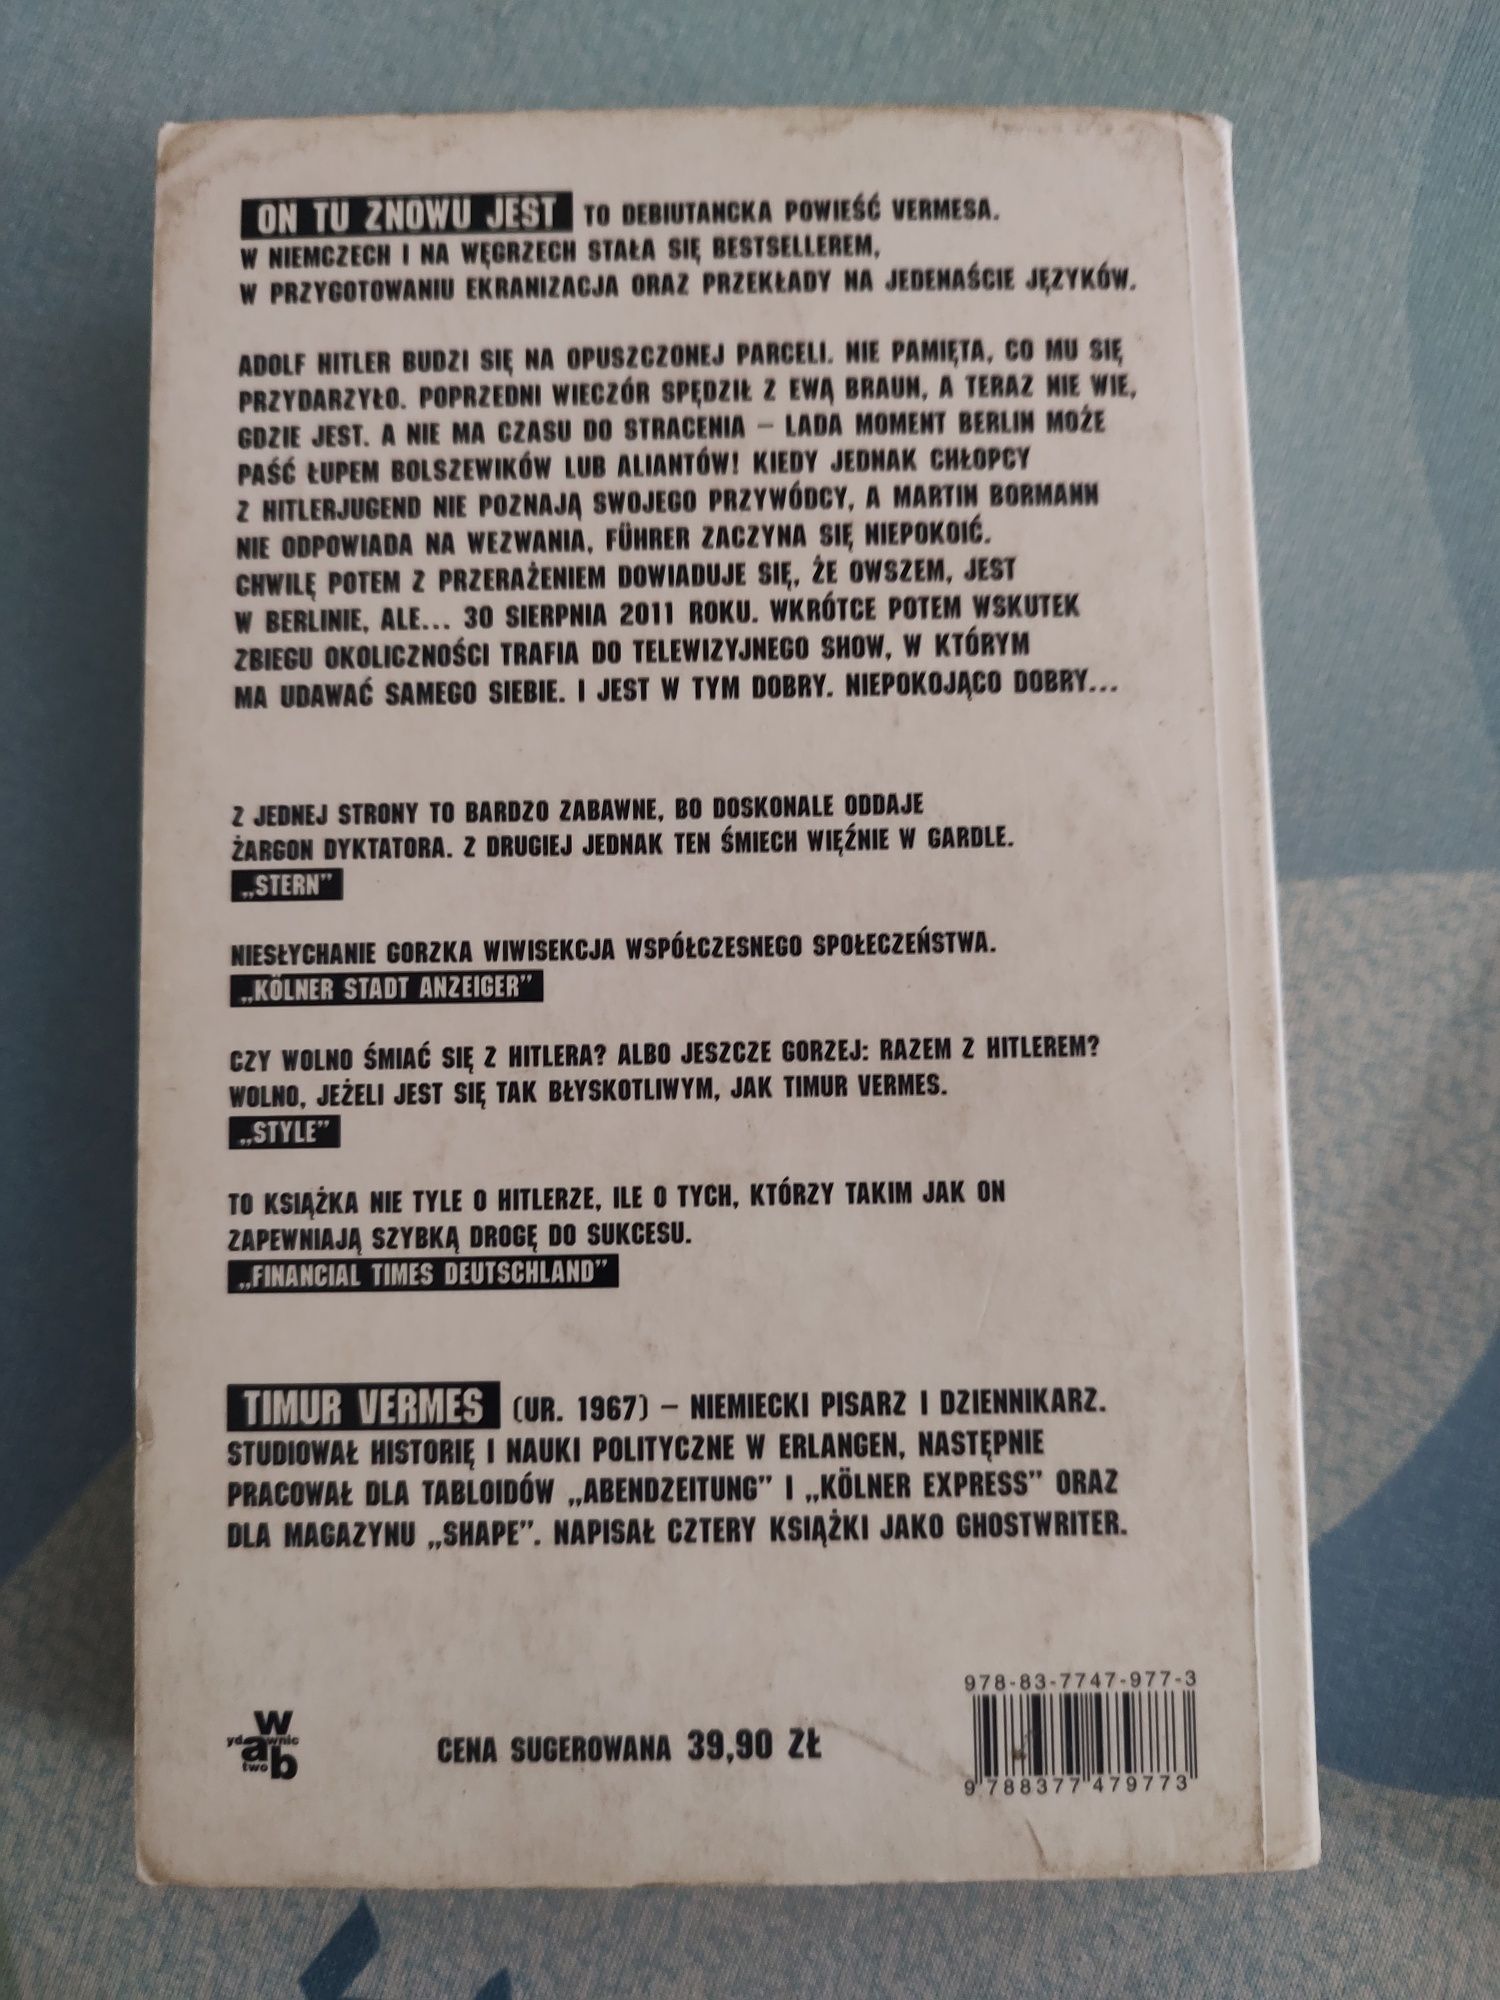 ON TU ZNOWU JEST TO DEBIUTANCKA POWIEŚĆ VERMESA.
W NIEMCZECH I NA WĘGRZECH STAŁA SIĘ BESTSELLEREM,
W PRZYGOTOWANIU EKRANIZACJA ORAZ PRZEKŁADY NA JEDENAŚCIE JĘZYKÓW.
ADOLF HITLER BUDZI SIĘ NA OPUSZCZONEJ PARCELI. NIE PAMIĘTA, CO MU SIĘ
PRZYDARZYŁO. POPRZEDNI WIECZÓR SPĘDZIŁ Z EWĄ BRAUN, A TERAZ NIE WIE,
GDZIE JEST. A NIE MA CZASU DO STRACENIA – LADA MOMENT BERLIN MOŻE
PAŚĆ ŁUPEM BOLSZEWIKÓW LUB ALIANTÓW! KIEDY JEDNAK CHŁOPCY
Z HITLERJUGEND NIE POZNAJĄ SWOJEGO PRZYWÓDCY, A MARTIN BORMANN
NIE ODPOWIADA NA WEZWANIA, FÜHRER ZACZYNA SIĘ NIEPOKOIĆ.
CHWILĘ POTEM Z PRZERAŻENIEM DOWIADUJE SIĘ, ŻE OWSZEM, JEST
W BERLINIE, ALE... 30 SIERPNIA 2011 ROKU. WKRÓTCE POTEM WSKUTEK
ZBIEGU OKOLICZNOŚCI TRAFIA DO TELEWIZYJNEGO SHOW, W KTÓRYM
MA UDAWAĆ SAMEGO SIEBIE. I JEST W TYM DOBRY. NIEPOKOJĄCO DOBRY...
Z JEDNEJ STRONY TO BARDZO ZABAWNE, BO DOSKONALE ODDAJE
ŻARGON DYKTATORA. Z DRUGIEJ JEDNAK TEN ŚMIECH WIĘŹNIE W GARDLE.
„STERN”
NIESŁYCHANIE GORZKA WIWISEKCJA WSPÓŁCZESNEGO SPOŁECZEŃSTWA.
„KÖLNER STADT ANZEIGER”
CZY WOLNO ŚMIAĆ SIĘ Z HITLERA? ALBO JESZCZE GORZEJ: RAZEM Z HITLEREM?
WOLNO, JEŻELI JEST SIĘ TAK BŁYSKOTLIWYM, JAK TIMUR VERMES.
„STYLE”
TO KSIĄŻKA NIE TYLE O HITLERZE, ILE O TYCH, KTÓRZY TAKIM JAK ON
ZAPEWNIAJĄ SZYBKĄ DROGĘ DO SUKCESU.
„FINANCIAL TIMES DEUTSCHLAND”
TIMUR VERMES (UR. 1967) – NIEMIECKI PISARZ I DZIENNIKARZ.
STUDIOWAŁ HISTORIĘ I NAUKI POLITYCZNE W ERLANGEN, NASTĘPNIE
PRACOWAŁ DLA TABLOIDÓW „ABENDZEITUNG” I „KÖLNER EXPRESS” ORAZ
DLA MAGAZYNU „SHAPE”. NAPISAŁ CZTERY KSIĄŻKI JAKO GHOSTWRITER.
w
ydawnic
two b
CENA SUGEROWANA 39,90 ZŁ
978-83-7747-977-3
9 788377 479773